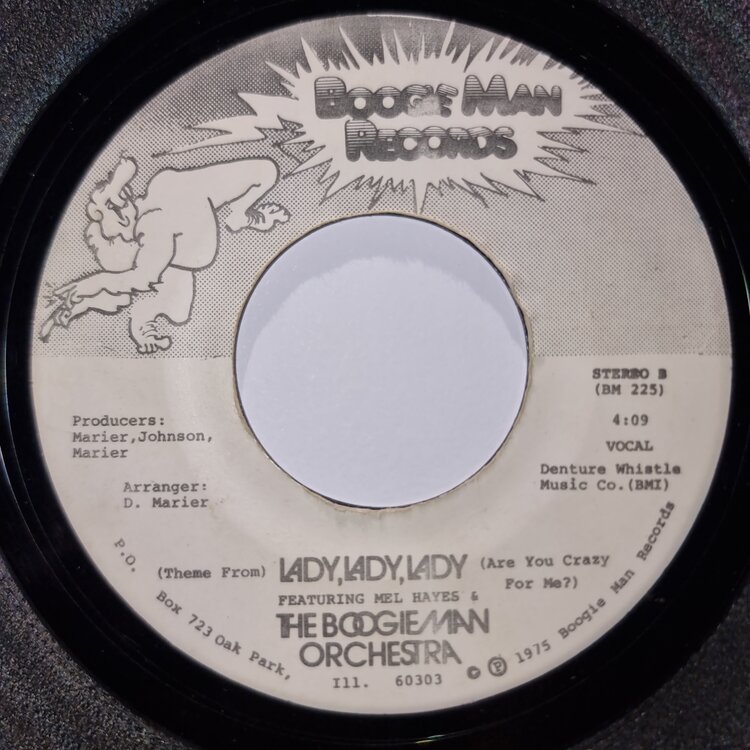 BOOGIE MAN
RECORDS
STEREO B
(BM 225)
4:09
VOCAL
Denture Whistle
Music Co.(BMI)
Producers:
Marier,Johnson,
Marier
Arranger:
D. Marier
(Theme From) LADY, LADY, LADY (Are You Crazy
For Me?)
FEATURING MEL HAYES &
THE BOOGIE MAN
ORCHESTRA
P.O. Box 723 Oak Park, Ill. 60303 © ℗ 1975 Boogie Man Records